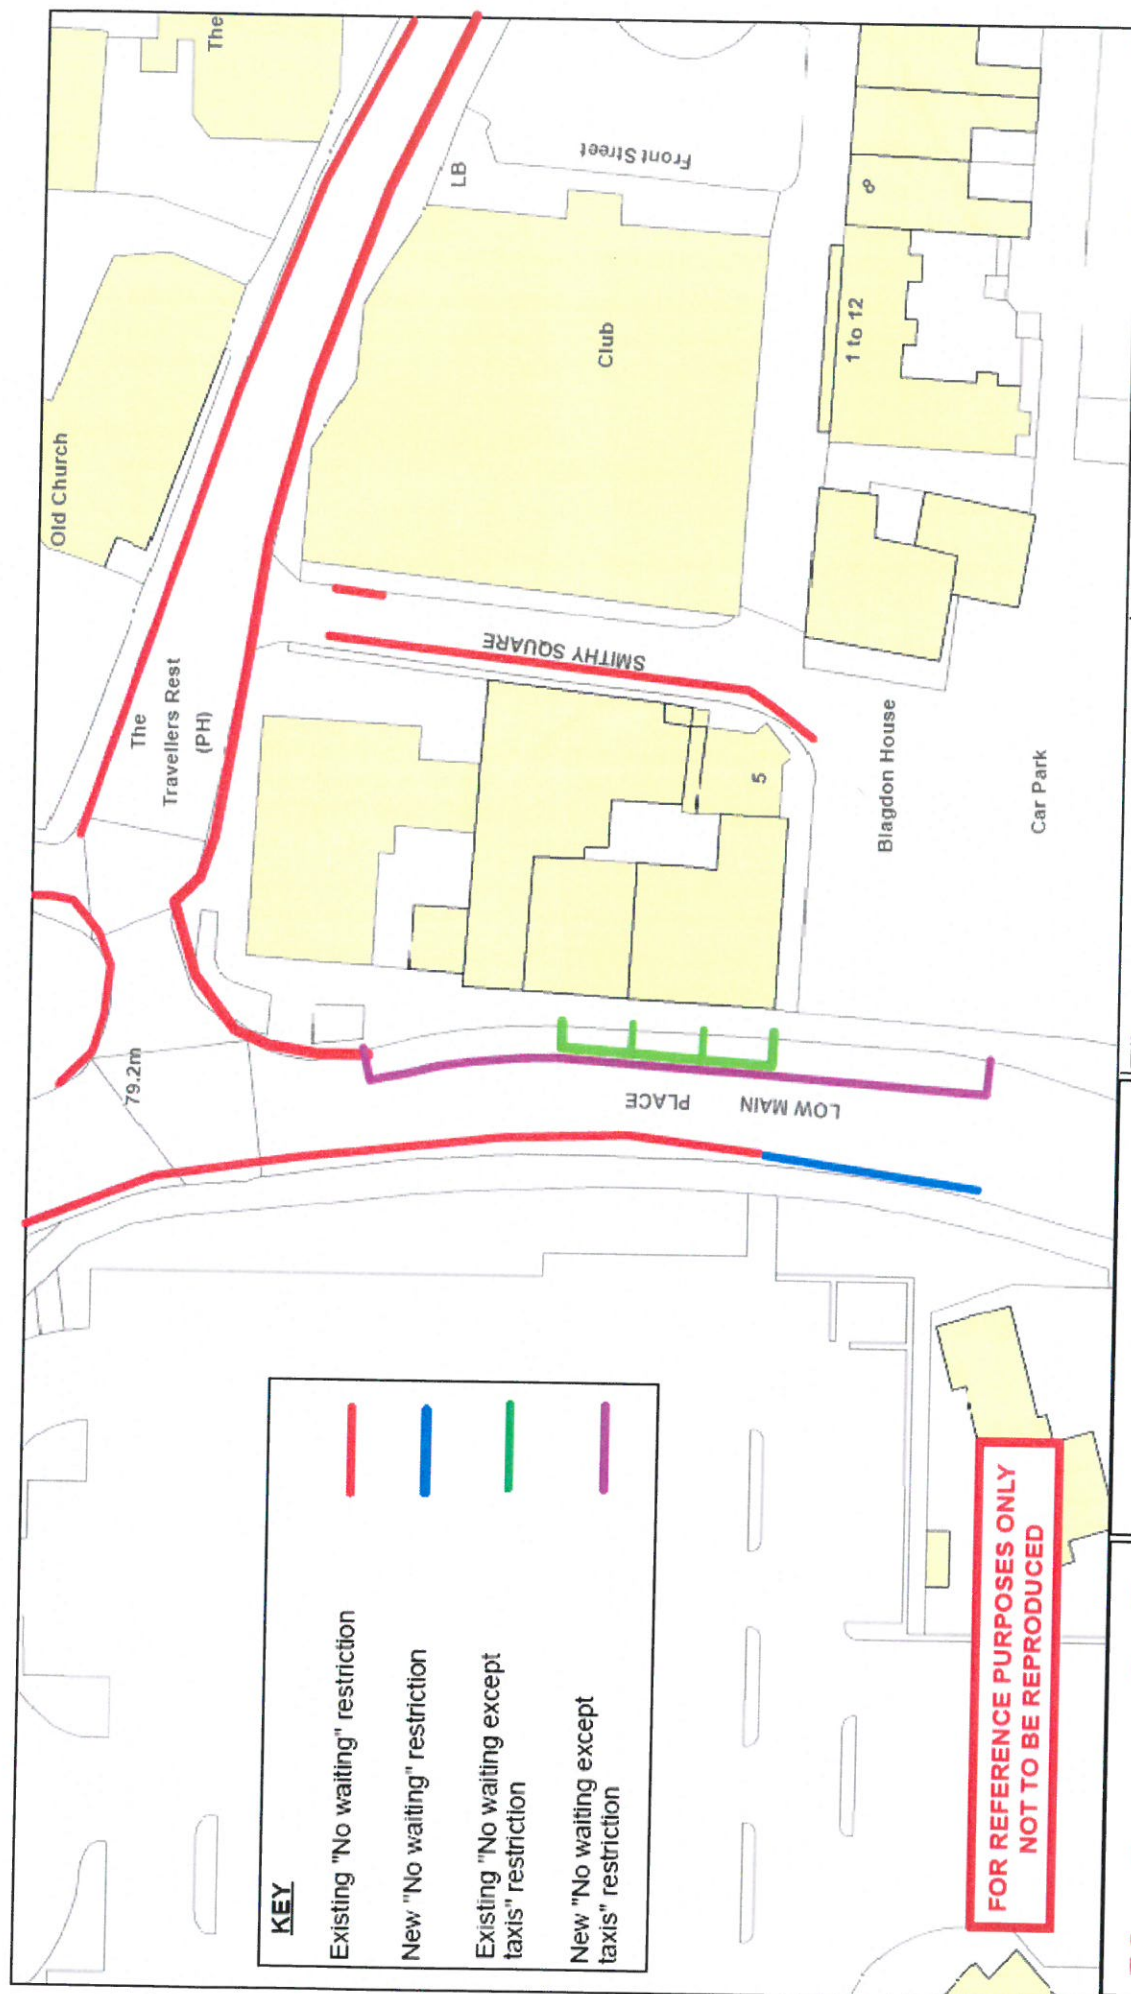 KEY
Existing "No waiting" restriction
New "No waiting" restriction
Existing "No waiting except
taxis" restriction
New "No waiting except
taxis" restriction
FOR REFERENCE PURPOSES ONLY
NOT TO BE REPRODUCED
79.2m
LOW MAIN
PLACE
The
Travellers Rest
(PH)
Old Church
The
LB
Front Street
Club
SMITHY SQUARE
5
8
1 to 12
Blagdon House
Car Park